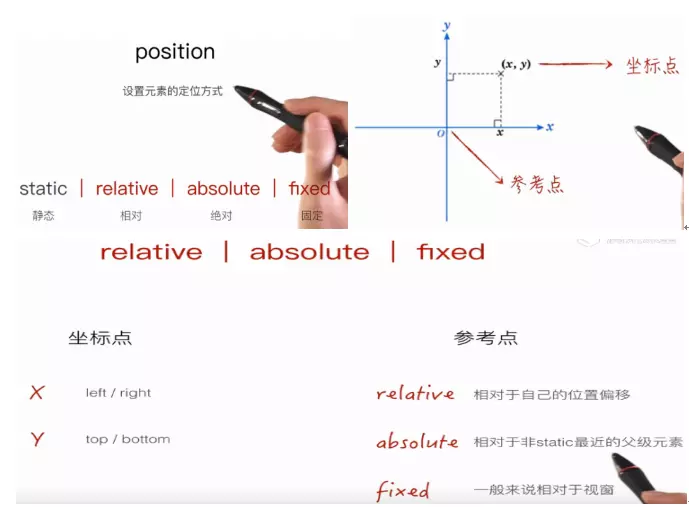 position
设置元素的定位方式
static | relative | absolute | fixed
静态 相对 绝对 固定
y
y (x, y) 坐标点
O x x
参考点
relative | absolute | fixed
坐标点 参考点
X left / right relative 相对于自己的位置偏移
Y top / bottom absolute 相对于非static最近的父级元素
fixed 一般来说相对于视窗